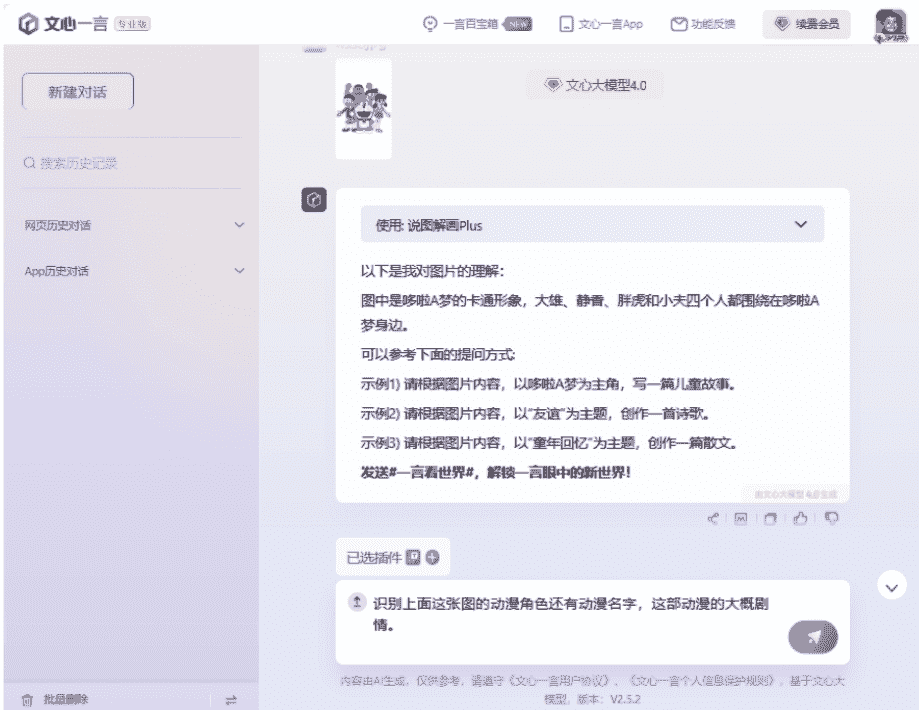 文心一言 专业版
一言百宝箱 NEW
文心一言App
功能反馈
续费会员
新建对话
文心大模型4.0
搜索历史记录
网页历史对话
App历史对话
使用: 说图解画Plus
以下是我对图片的理解：
图中是哆啦A梦的卡通形象，大雄、静香、胖虎和小夫四个人都围绕在哆啦A
梦身边。
可以参考下面的提问方式:
示例1) 请根据图片内容，以哆啦A梦为主角，写一篇儿童故事。
示例2) 请根据图片内容，以“友谊”为主题，创作一首诗歌。
示例3) 请根据图片内容，以“童年回忆”为主题，创作一篇散文。
发送#一言看世界#，解锁一言眼中的新世界！
由文心大模型 4.0 生成
已选插件
识别上面这张图的动漫角色还有动漫名字，这部动漫的大概剧
情。
内容由AI生成，仅供参考，请遵守《文心一言用户协议》、《文心一言个人信息保护规则》，基于文心大
模型，版本：V2.5.2
批量删除